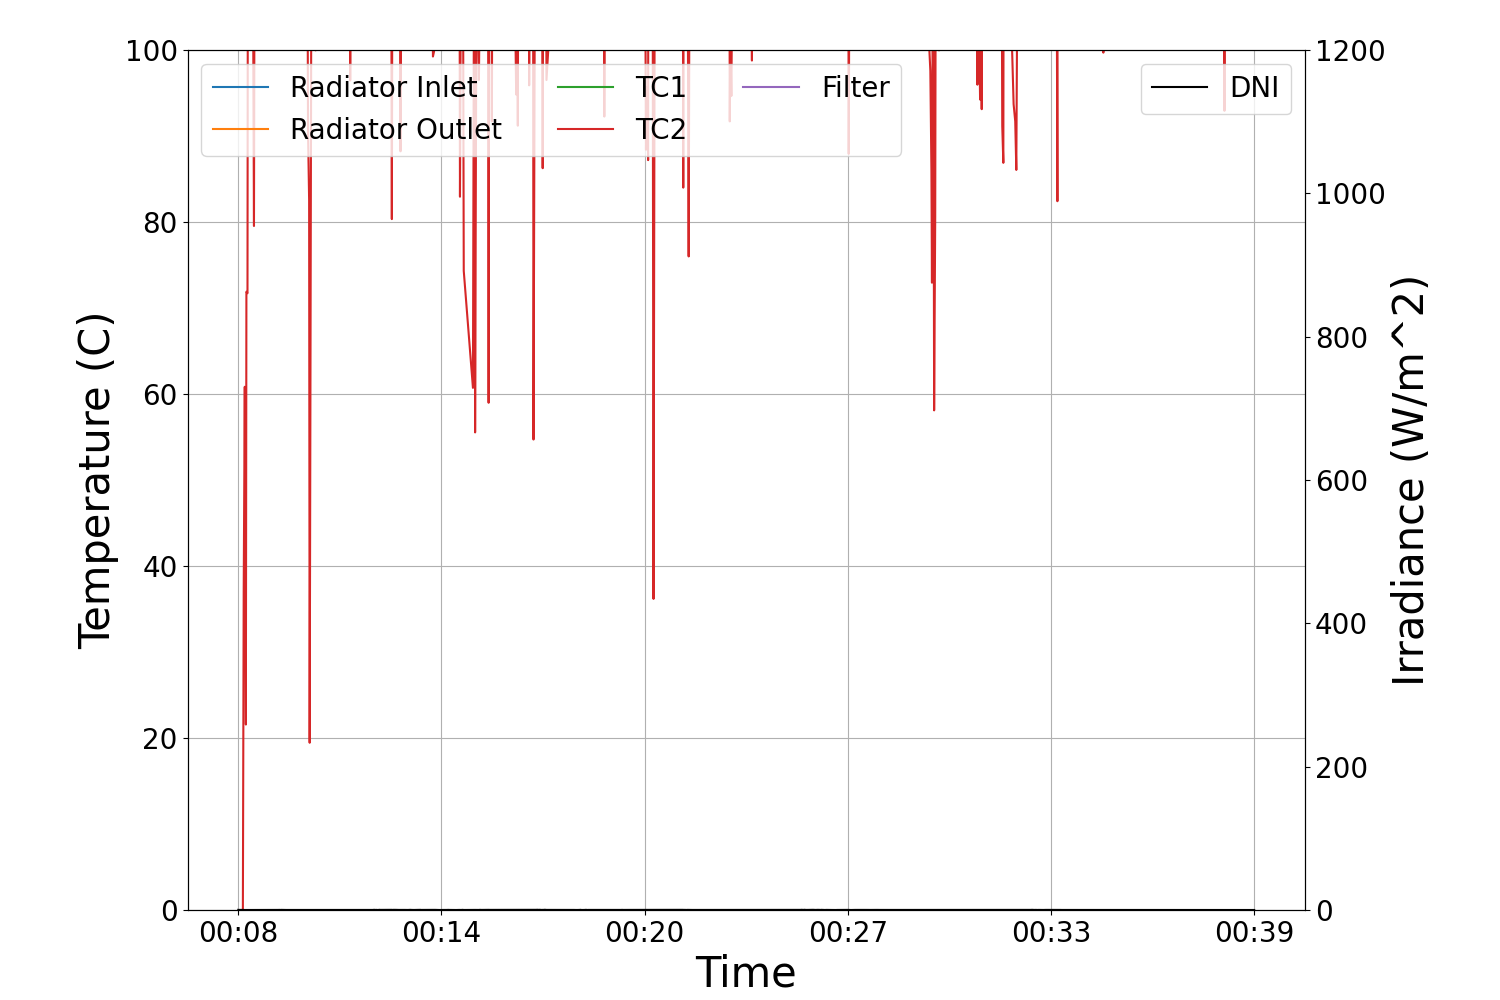 100
80
60
40
20
0
Temperature (C)
Radiator Inlet
Radiator Outlet
TC1
TC2
Filter
DNI
1200
1000
800
600
400
200
0
Irradiance (W/m^2)
00:08 00:14 00:20 00:27 00:33 00:39
Time